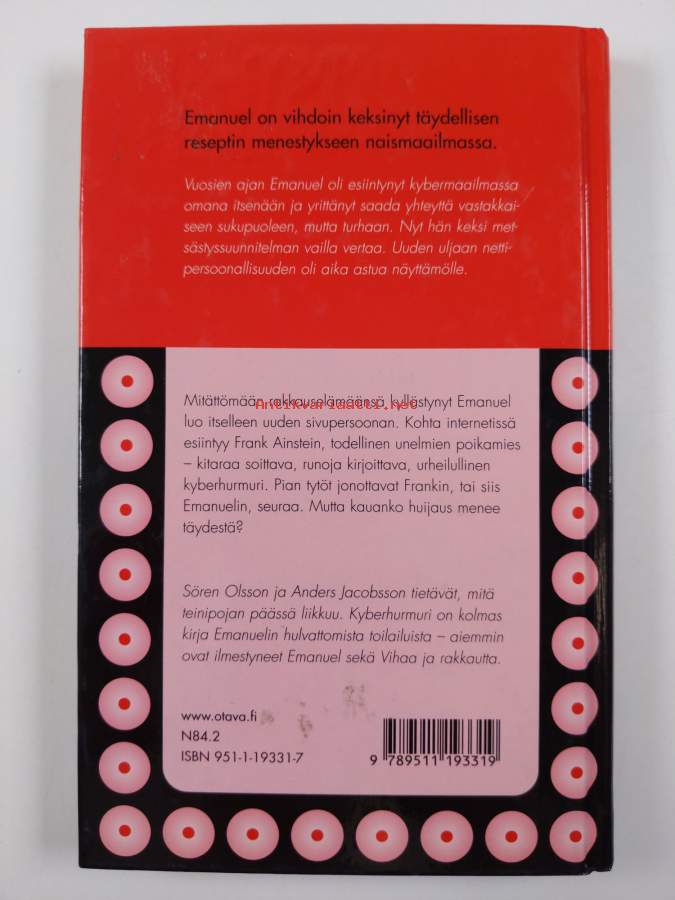 Emanuel on vihdoin keksinyt täydellisen
reseptin menestykseen naismaailmassa.
Vuosien ajan Emanuel oli esiintynyt kybermaailmassa
omana itsenään ja yrittänyt saada yhteyttä vastakkai-
seen sukupuoleen, mutta turhaan. Nyt hän keksi met-
sästyssuunnitelman vailla vertaa. Uuden uljaan netti-
persoonallisuuden oli aika astua näyttämölle.
Mitättömään rakkauselämäänsä kyllästynyt Emanuel
antikvariaatti.net
luo itselleen uuden sivupersoonan. Kohta internetissä
esiintyy Frank Ainstein, todellinen unelmien poikamies
– kitaraa soittava, runoja kirjoittava, urheilullinen
kyberhurmuri. Pian tytöt jonottavat Frankin, tai siis
Emanuelin, seuraa. Mutta kauanko huijaus menee
täydestä?
Sören Olsson ja Anders Jacobsson tietävät, mitä
teinipojan päässä liikkuu. Kyberhurmuri on kolmas
kirja Emanuelin hulvattomista toilailuista – aiemmin
ovat ilmestyneet Emanuel sekä Vihaa ja rakkautta.
www.otava.fi
N84.2
ISBN 951-1-19331-7
9 789511 193319